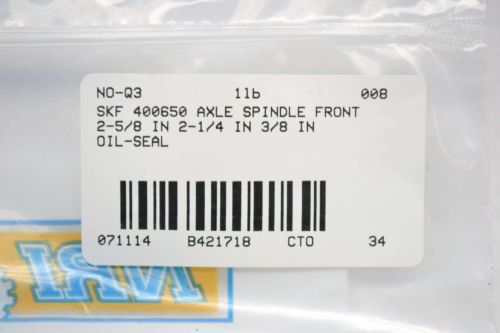 NO-Q3 1lb 008
SKF 400650 AXLE SPINDLE FRONT
2-5/8 IN 2-1/4 IN 3/8 IN
OIL-SEAL
071114 B421718 CTO 34